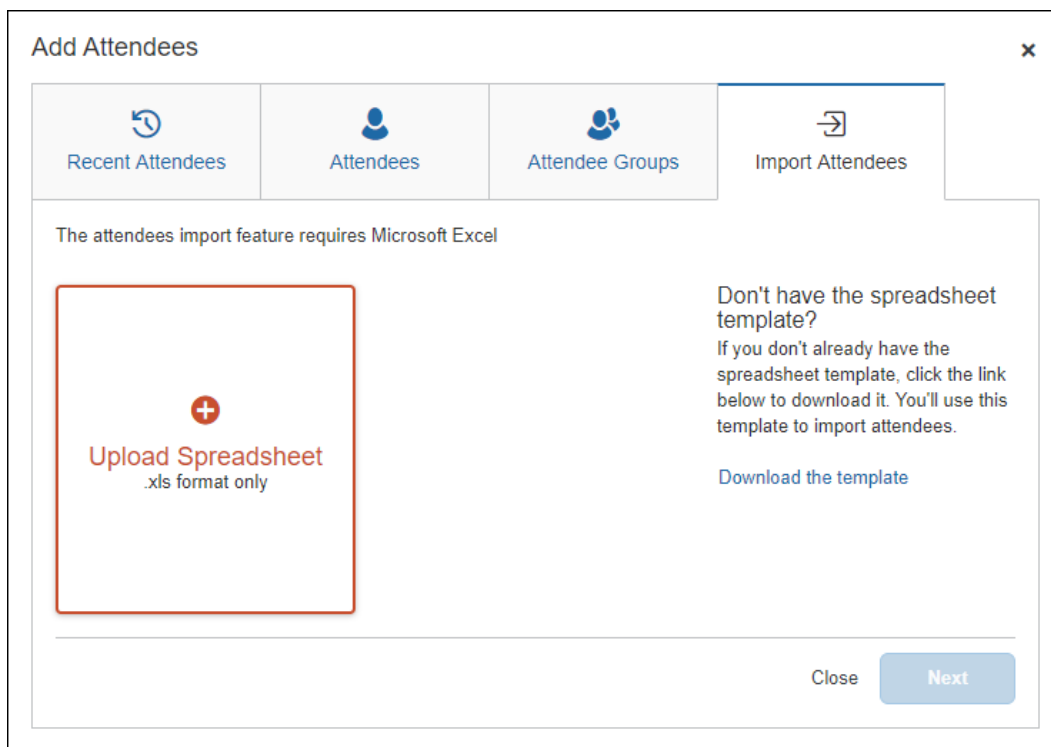 Add Attendees
×
Recent Attendees
Attendees
Attendee Groups
Import Attendees
The attendees import feature requires Microsoft Excel
Upload Spreadsheet
.xls format only
Don't have the spreadsheet
template?
If you don't already have the
spreadsheet template, click the link
below to download it. You'll use this
template to import attendees.
Download the template
Close
Next